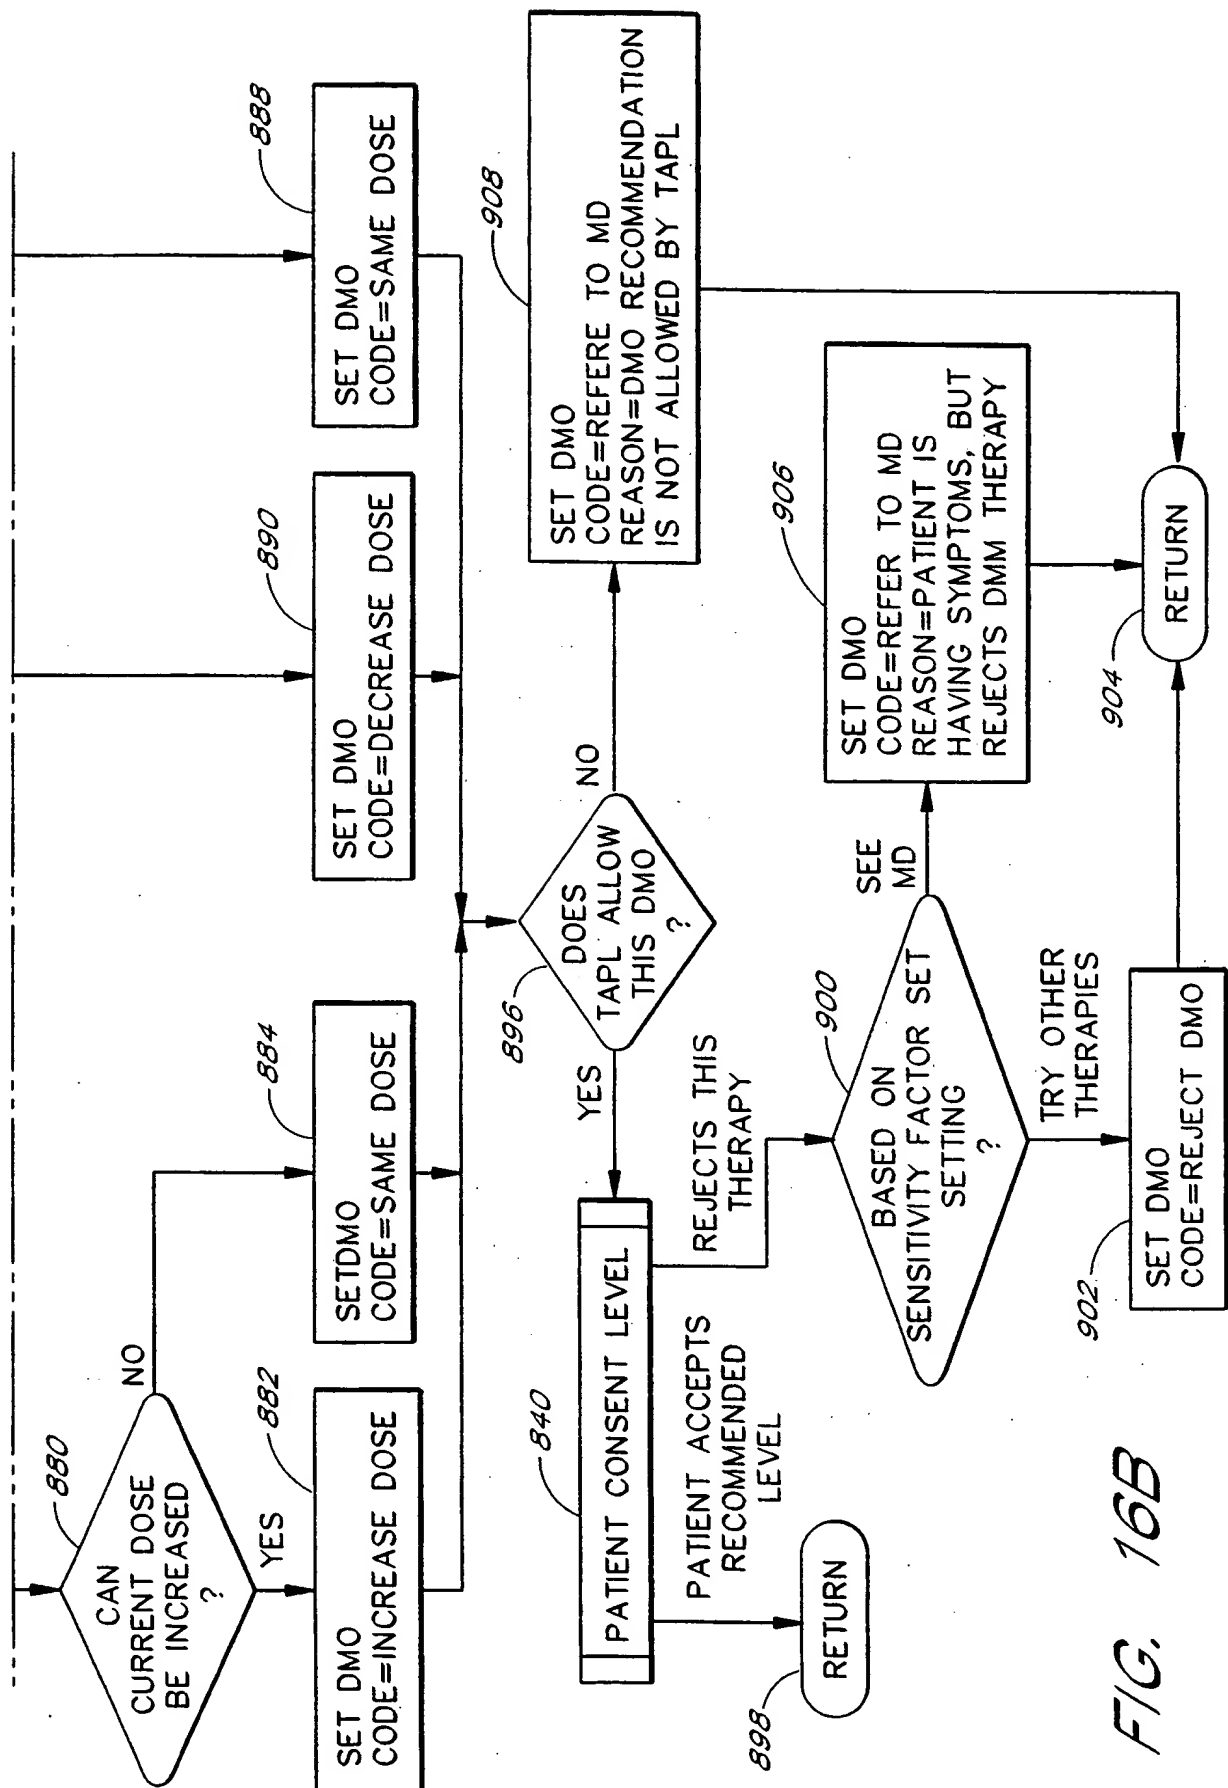 CAN
CURRENT DOSE
BE INCREASED
?
880
NO
YES
SET DMO
CODE=INCREASE DOSE
882
SETDMO
CODE=SAME DOSE
884
SET DMO
CODE=DECREASE DOSE
890
SET DMO
CODE=SAME DOSE
888
DOES
TAPL ALLOW
THIS DMO
?
896
YES
NO
SET DMO
CODE=REFERE TO MD
REASON=DMO RECOMMENDATION
IS NOT ALLOWED BY TAPL
908
PATIENT CONSENT LEVEL
840
PATIENT ACCEPTS
RECOMMENDED
LEVEL
REJECTS THIS
THERAPY
RETURN
898
BASED ON
SENSITIVITY FACTOR SET
SETTING
?
900
SEE
MD
SET DMO
CODE=REFER TO MD
REASON=PATIENT IS
HAVING SYMPTOMS, BUT
REJECTS DMM THERAPY
906
TRY OTHER
THERAPIES
SET DMO
CODE=REJECT DMO
902
RETURN
904
FIG. 16B